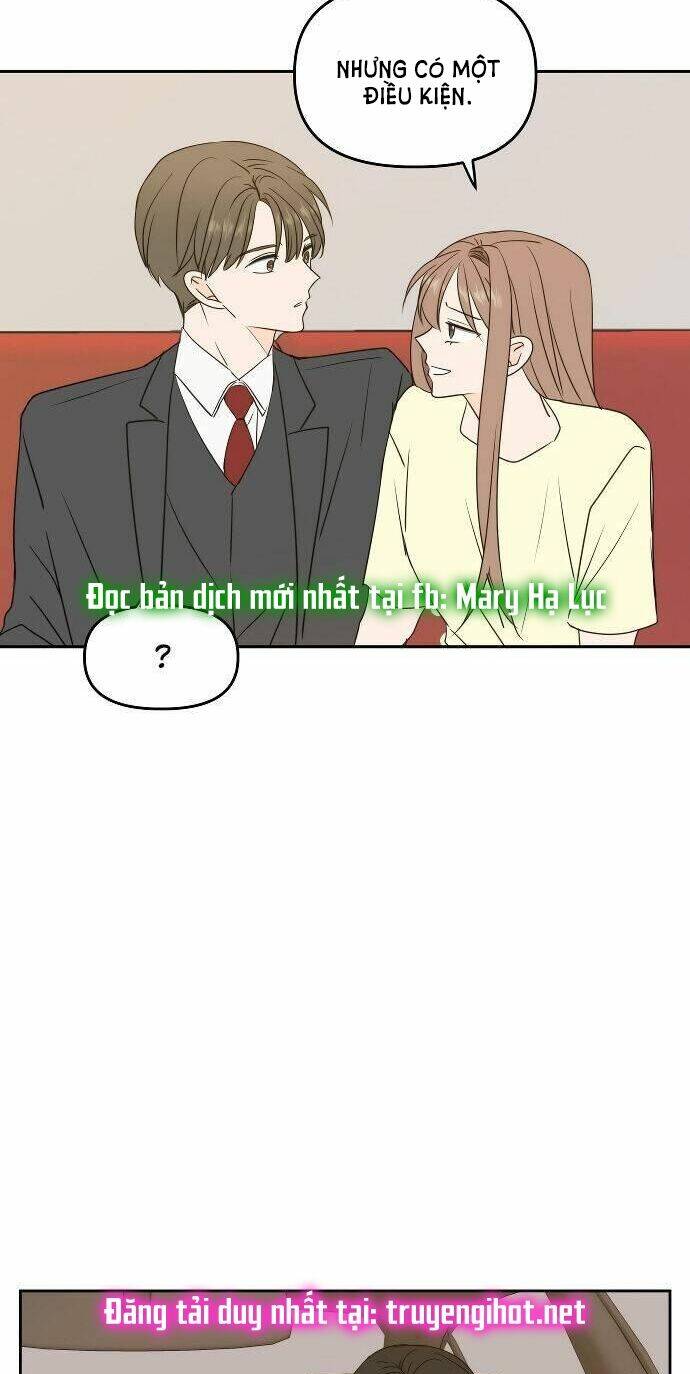 NHƯNG CÓ MỘT
ĐIỀU KIỆN.
Đọc bản dịch mới nhất tại fb: Mary Hạ Lục
?
Đăng tải duy nhất tại: truyengihot.net